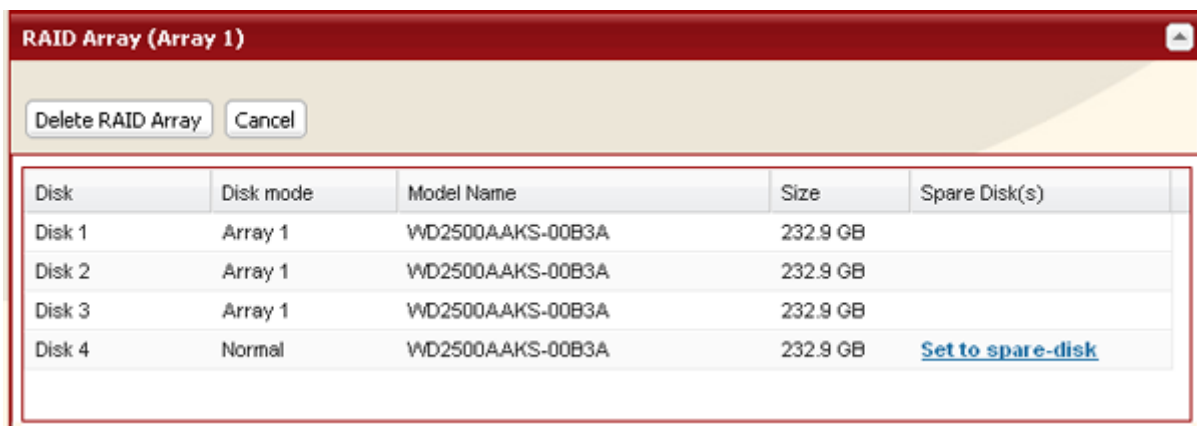 RAID Array (Array 1)
Delete RAID Array Cancel
Disk Disk mode Model Name Size Spare Disk(s)
Disk 1 Array 1 WD2500AAKS-00B3A 232.9 GB
Disk 2 Array 1 WD2500AAKS-00B3A 232.9 GB
Disk 3 Array 1 WD2500AAKS-00B3A 232.9 GB
Disk 4 Normal WD2500AAKS-00B3A 232.9 GB Set to spare-disk